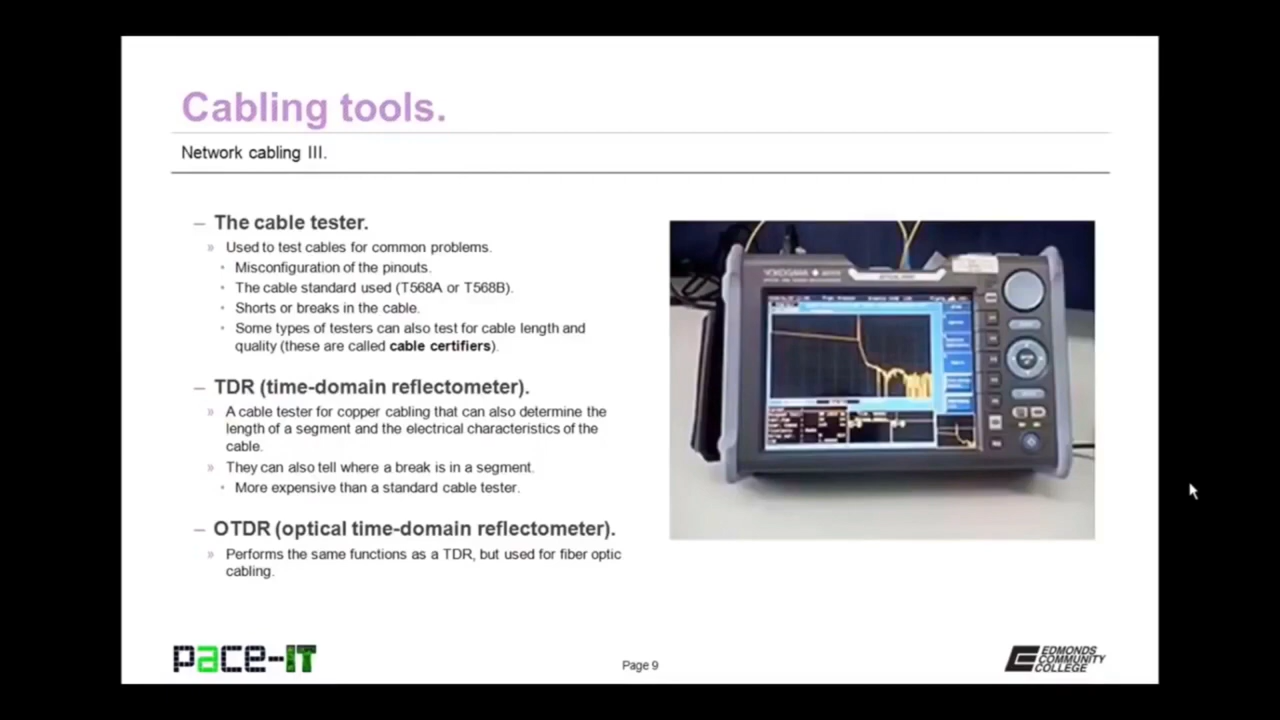 Cabling tools.
Network cabling III.
– The cable tester.
» Used to test cables for common problems.
• Misconfiguration of the pinouts.
• The cable standard used (T568A or T568B).
• Shorts or breaks in the cable.
• Some types of testers can also test for cable length and
quality (these are called cable certifiers).
– TDR (time-domain reflectometer).
» A cable tester for copper cabling that can also determine the
length of a segment and the electrical characteristics of the
cable.
» They can also tell where a break is in a segment.
• More expensive than a standard cable tester.
– OTDR (optical time-domain reflectometer).
» Performs the same functions as a TDR, but used for fiber optic
cabling.
YOKOGAWA
pace-IT
Page 9
EDMONDS
COMMUNITY
COLLEGE